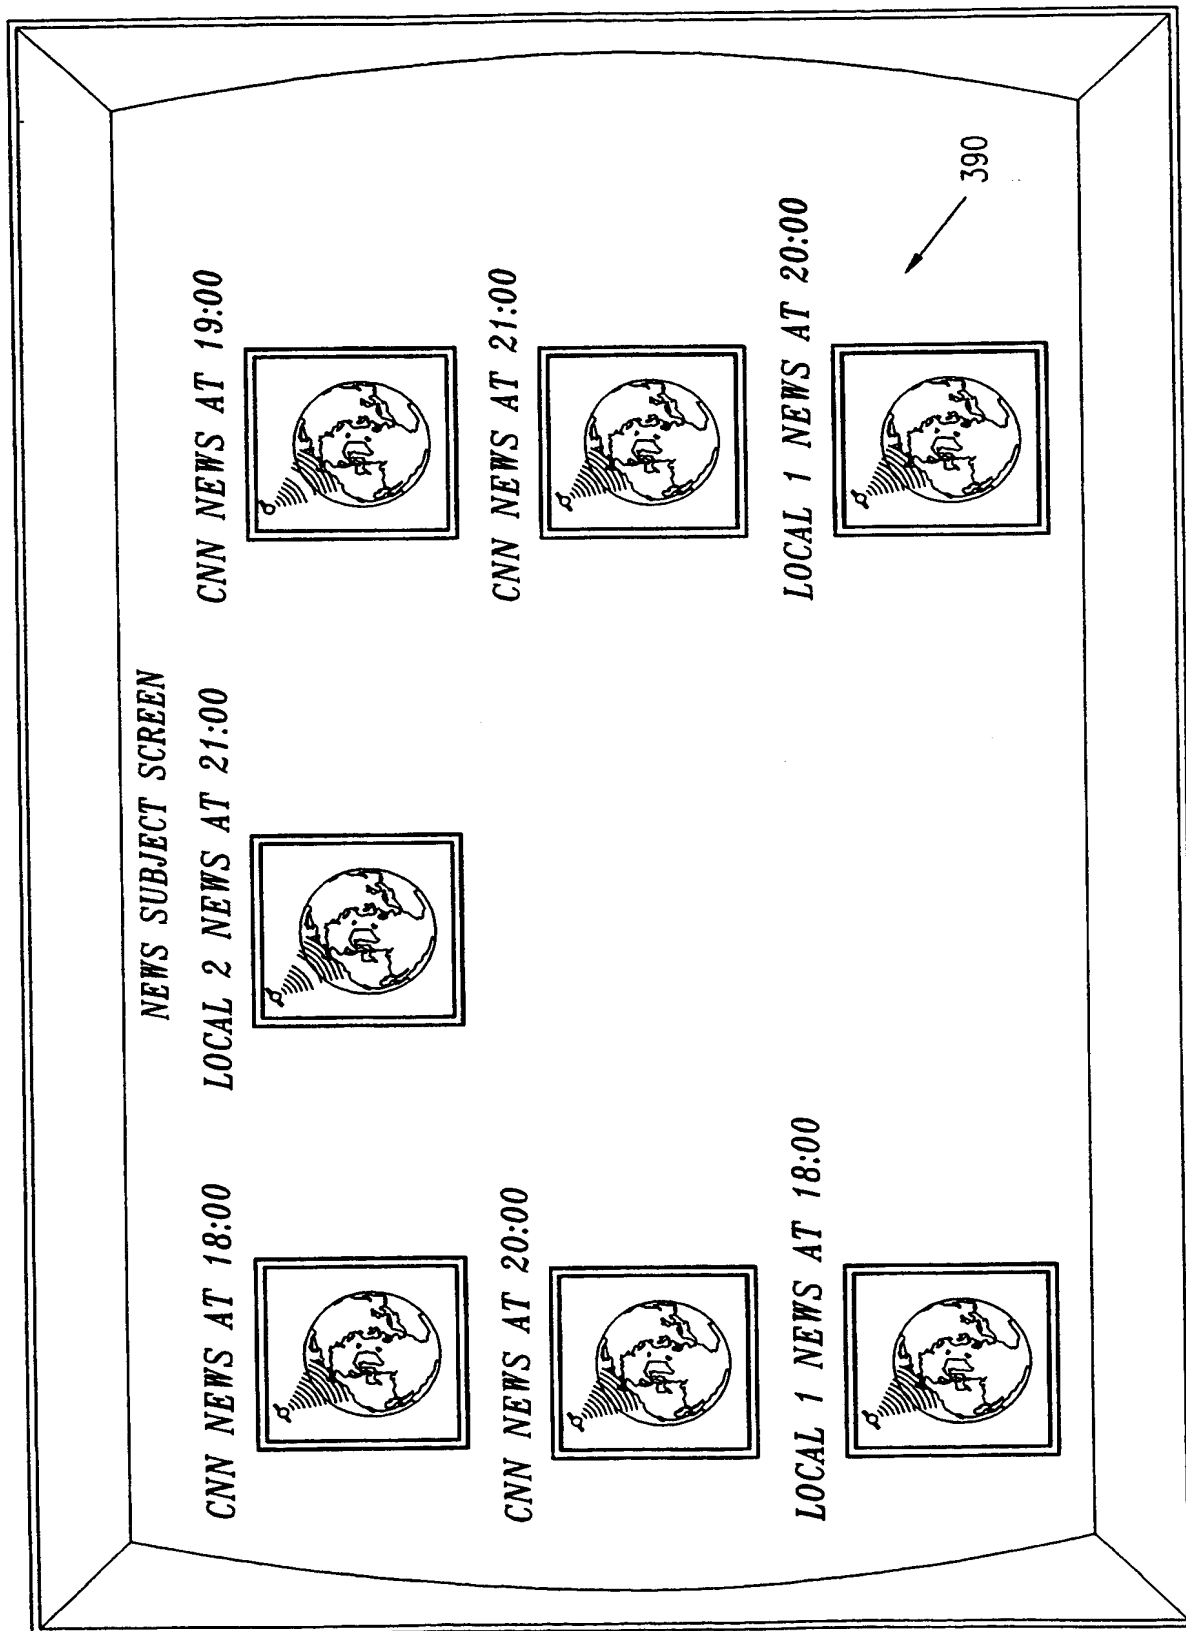 NEWS SUBJECT SCREEN
CNN NEWS AT 18:00
LOCAL 2 NEWS AT 21:00
CNN NEWS AT 19:00
CNN NEWS AT 20:00
CNN NEWS AT 21:00
LOCAL 1 NEWS AT 18:00
LOCAL 1 NEWS AT 20:00
390